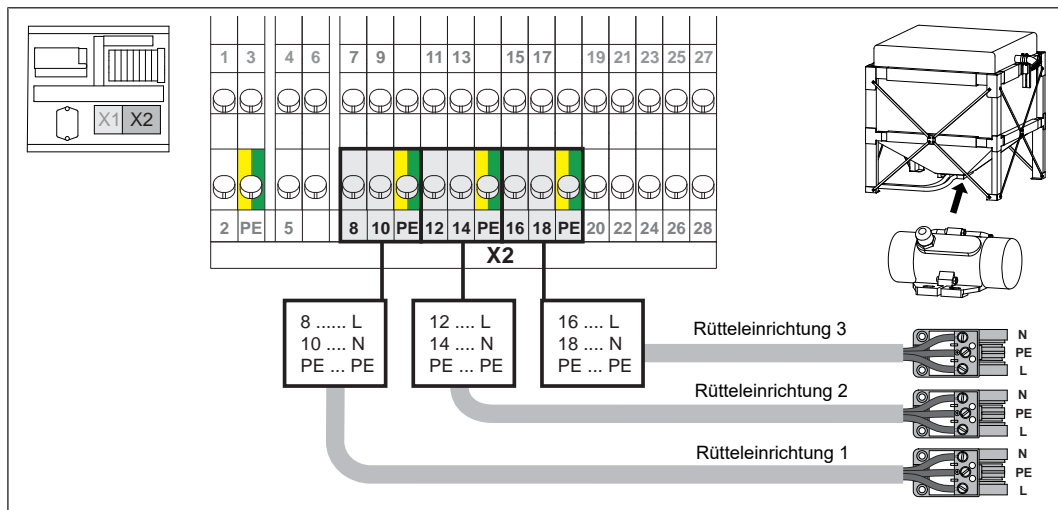 X1 X2
1 3 4 6 7 9 11 13 15 17 19 21 23 25 27
2 PE 5 8 10 PE 12 14 PE 16 18 PE 20 22 24 26 28
X2
8 ...... L
10 .... N
PE ... PE
12 .... L
14 .... N
PE ... PE
16 .... L
18 .... N
PE ... PE
Rütteleinrichtung 3
N
PE
L
Rütteleinrichtung 2
N
PE
L
Rütteleinrichtung 1
N
PE
L